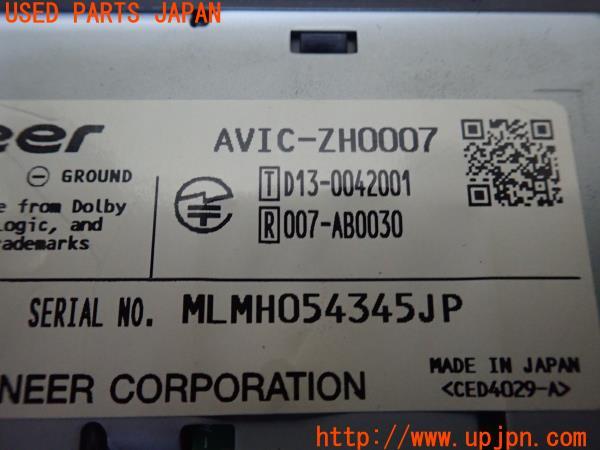 USED PARTS JAPAN
eer AVIC-ZH0007
⊖ GROUND
T D13-0042001
R 007-AB0030
e from Dolby
Logic, and
rademarks
SERIAL NO. MLMH054345JP
NEER CORPORATION
MADE IN JAPAN
<CED4029-A>
http://www.upjpn.com